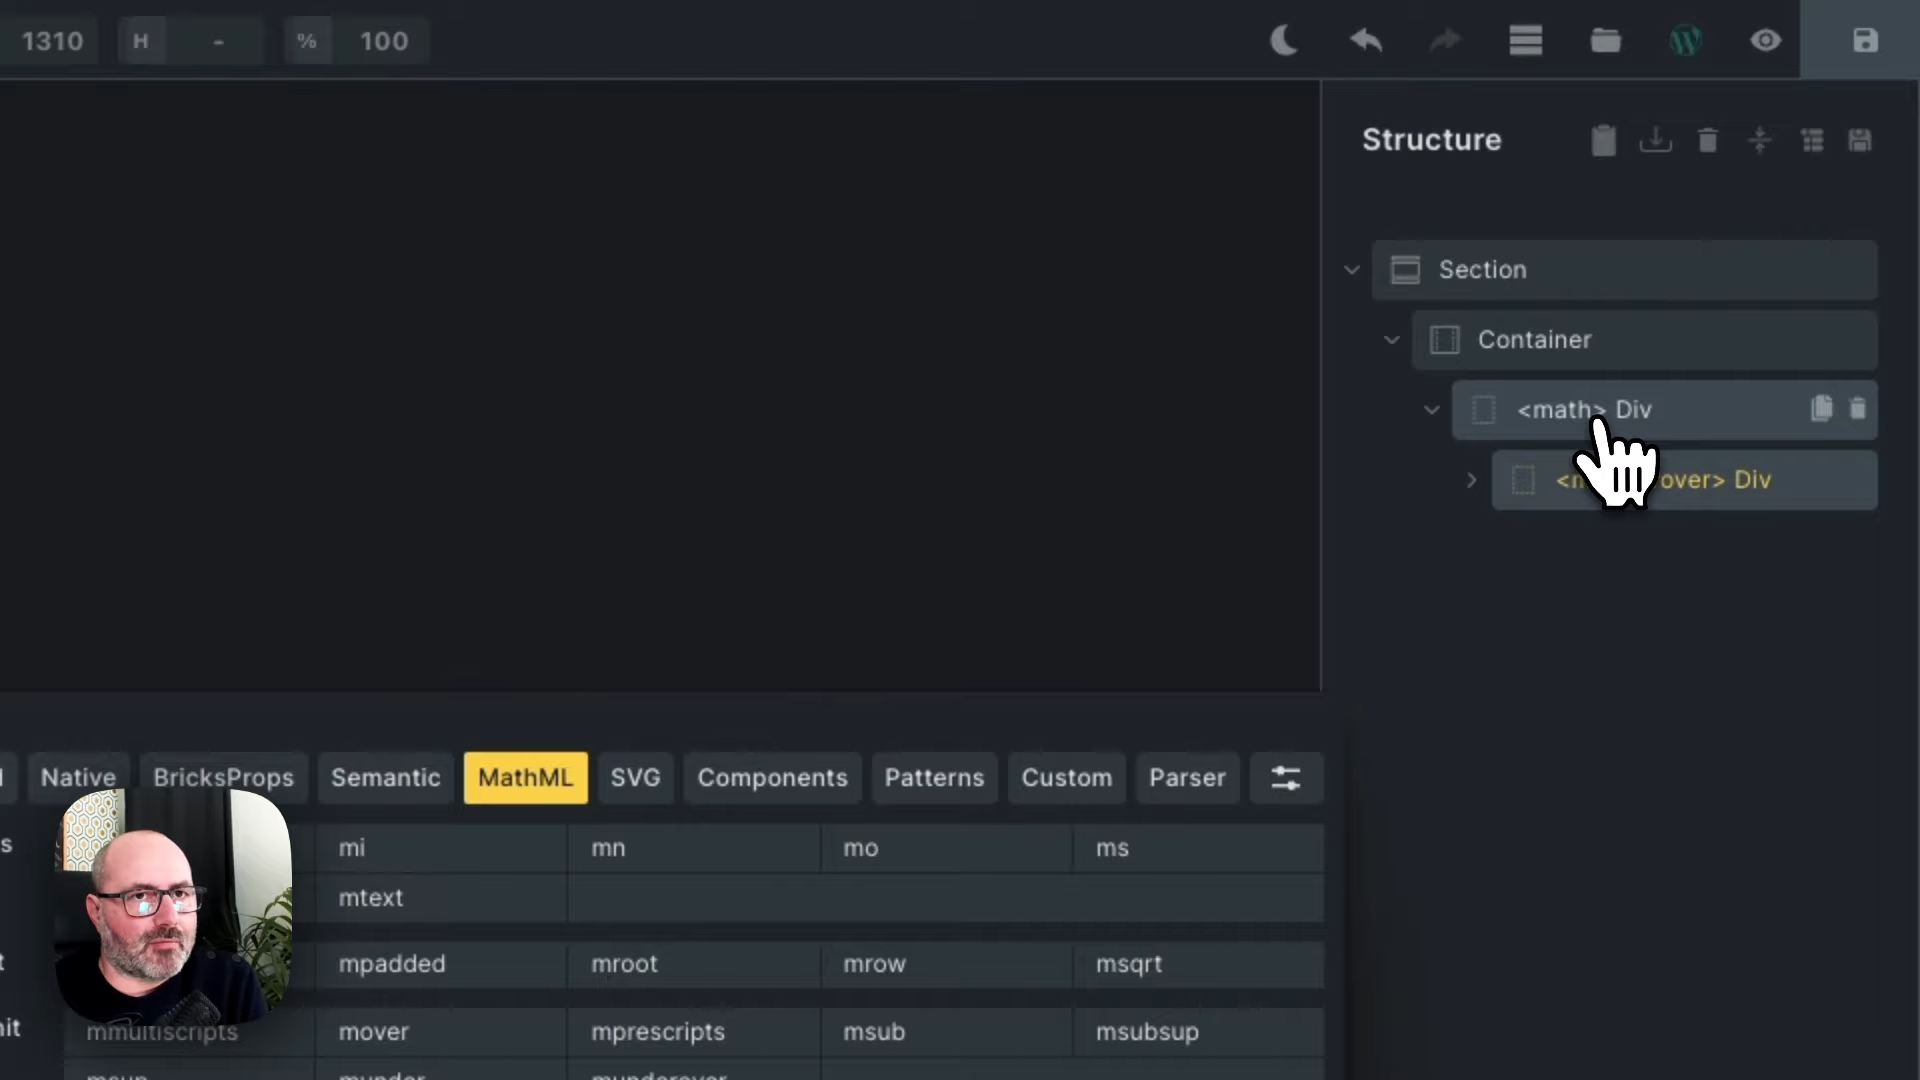 1310 H - % 100
Structure
Section
Container
<math> Div
over> Div
Native BricksProps Semantic MathML SVG Components Patterns Custom Parser
mi mn mo ms
mtext
mpadded mroot mrow msqrt
mmultiscripts mover mprescripts msub msubsup